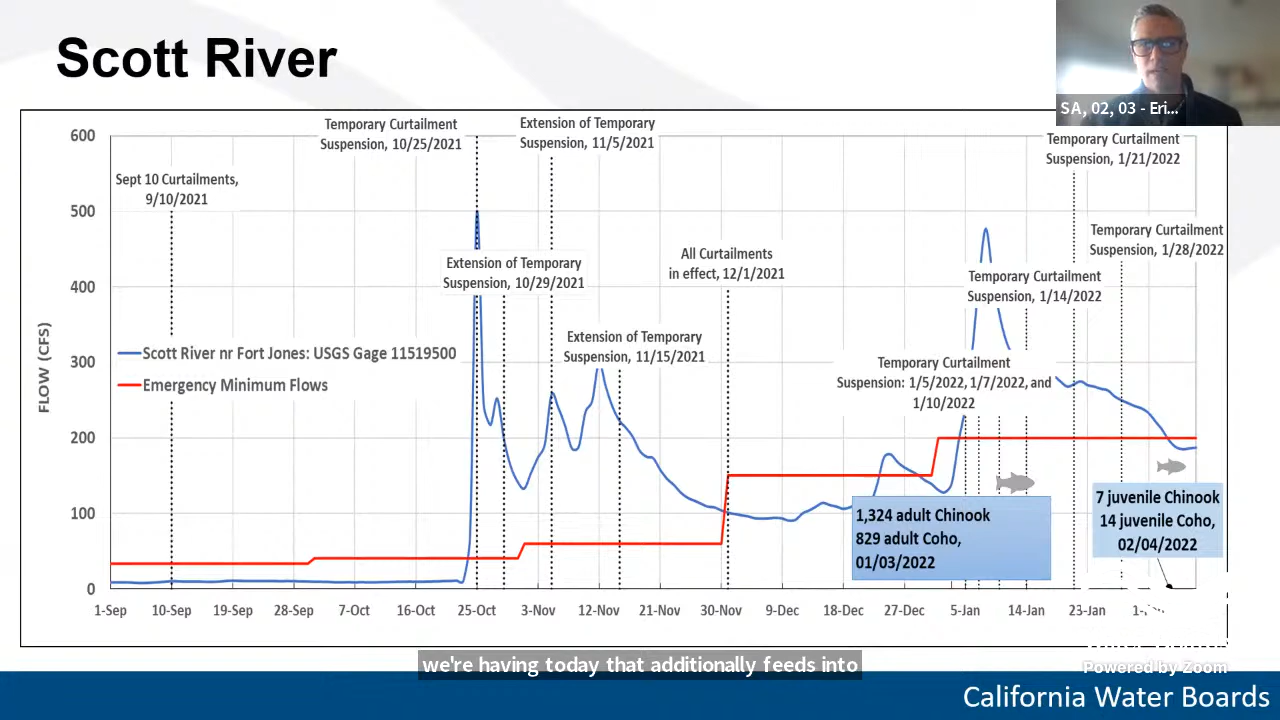 Scott River
SA, 02, 03 - Eri...
Temporary Curtailment
Suspension, 10/25/2021
Extension of Temporary
Suspension, 11/5/2021
Temporary Curtailment
Suspension, 1/21/2022
Sept 10 Curtailments,
9/10/2021
Temporary Curtailment
Suspension, 1/28/2022
All Curtailments
in effect, 12/1/2021
Extension of Temporary
Suspension, 10/29/2021
Temporary Curtailment
Suspension, 1/14/2022
Extension of Temporary
Suspension, 11/15/2021
Temporary Curtailment
Suspension: 1/5/2022, 1/7/2022, and
1/10/2022
Scott River nr Fort Jones: USGS Gage 11519500
Emergency Minimum Flows
FLOW (CFS)
600
500
400
300
200
100
0
1,324 adult Chinook
829 adult Coho,
01/03/2022
7 juvenile Chinook
14 juvenile Coho,
02/04/2022
1-Sep 10-Sep 19-Sep 28-Sep 7-Oct 16-Oct 25-Oct 3-Nov 12-Nov 21-Nov 30-Nov 9-Dec 18-Dec 27-Dec 5-Jan 14-Jan 23-Jan
we're having today that additionally feeds into
Powered by Zoom
California Water Boards